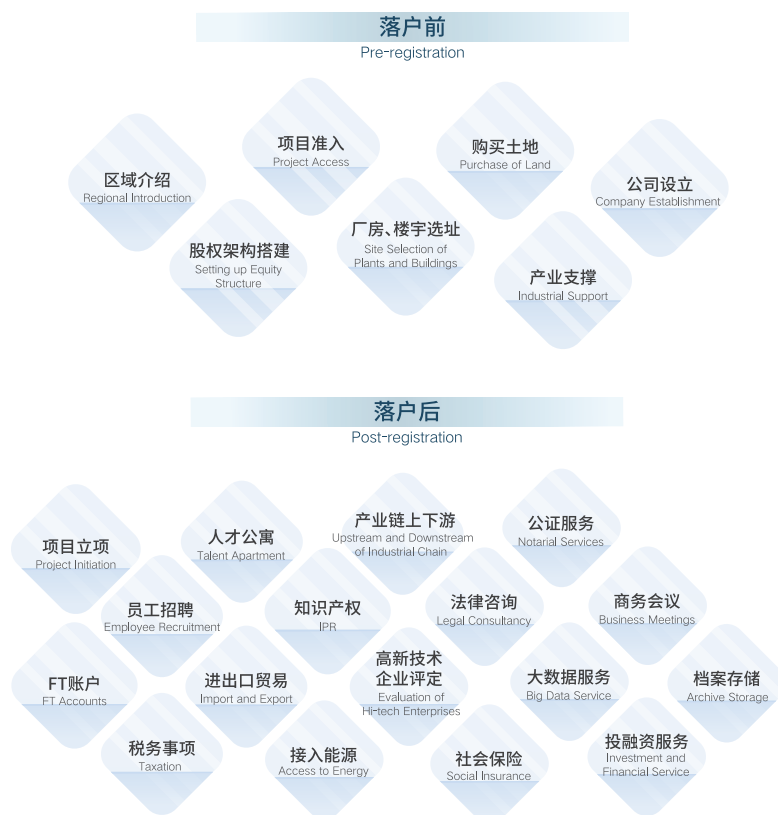 落户前
Pre-registration
区域介绍
Regional Introduction
项目准入
Project Access
购买土地
Purchase of Land
公司设立
Company Establishment
股权架构搭建
Setting up Equity
Structure
厂房、楼宇选址
Site Selection of
Plants and Buildings
产业支撑
Industrial Support
落户后
Post-registration
项目立项
Project Initiation
人才公寓
Talent Apartment
产业链上下游
Upstream and Downstream
of Industrial Chain
公证服务
Notarial Services
员工招聘
Employee Recruitment
知识产权
IPR
法律咨询
Legal Consultancy
商务会议
Business Meetings
FT账户
FT Accounts
进出口贸易
Import and Export
高新技术
企业评定
Evaluation of
Hi-tech Enterprises
大数据服务
Big Data Service
档案存储
Archive Storage
税务事项
Taxation
接入能源
Access to Energy
社会保险
Social Insurance
投融资服务
Investment and
Financial Service